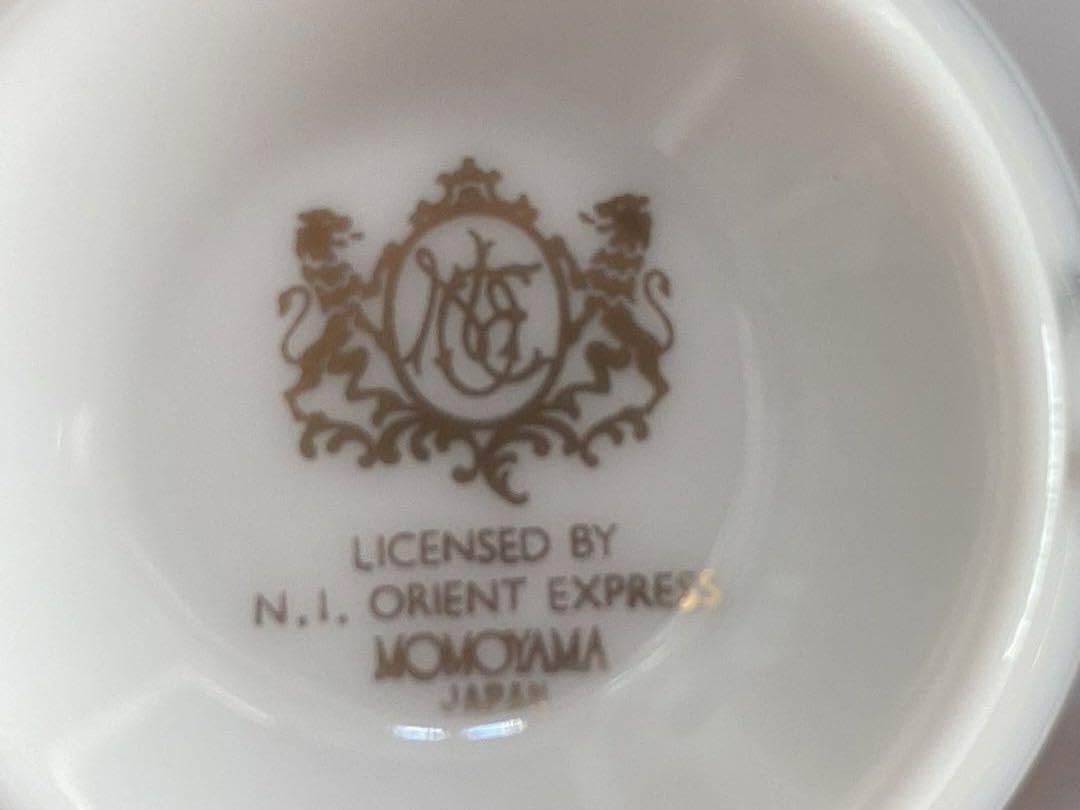 LICENSED BY
N.I. ORIENT EXPRESS
MOMOYAMA
JAPAN